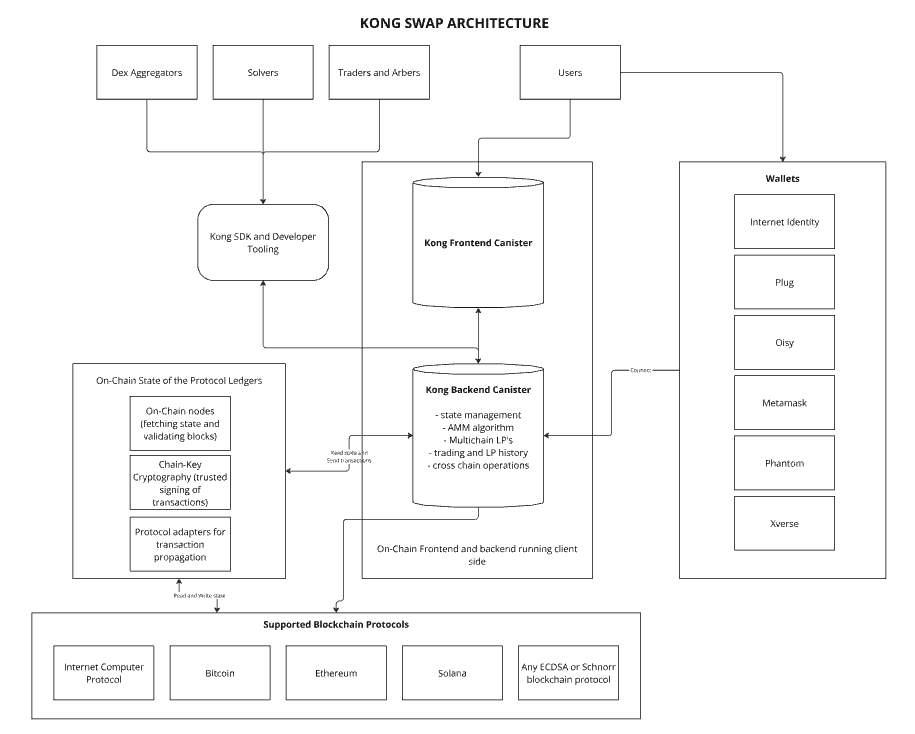 KONG SWAP ARCHITECTURE
Dex Aggregators
Solvers
Traders and Arbers
Users
Wallets
Internet Identity
Plug
Oisy
Metamask
Phantom
Xverse
Kong SDK and Developer
Tooling
Kong Frontend Canister
Kong Backend Canister
- state management
- AMM algorithm
- Multichain LP's
- trading and LP history
- cross chain operations
On-Chain Frontend and backend running client
side
Connect
On-Chain State of the Protocol Ledgers
On-Chain nodes
(fetching state and
validating blocks)
Chain-Key
Cryptography (trusted
signing of
transactions)
Protocol adapters for
transaction
propagation
Read state and
Send transactions
Read and Write state
Supported Blockchain Protocols
Internet Computer
Protocol
Bitcoin
Ethereum
Solana
Any ECDSA or Schnorr
blockchain protocol